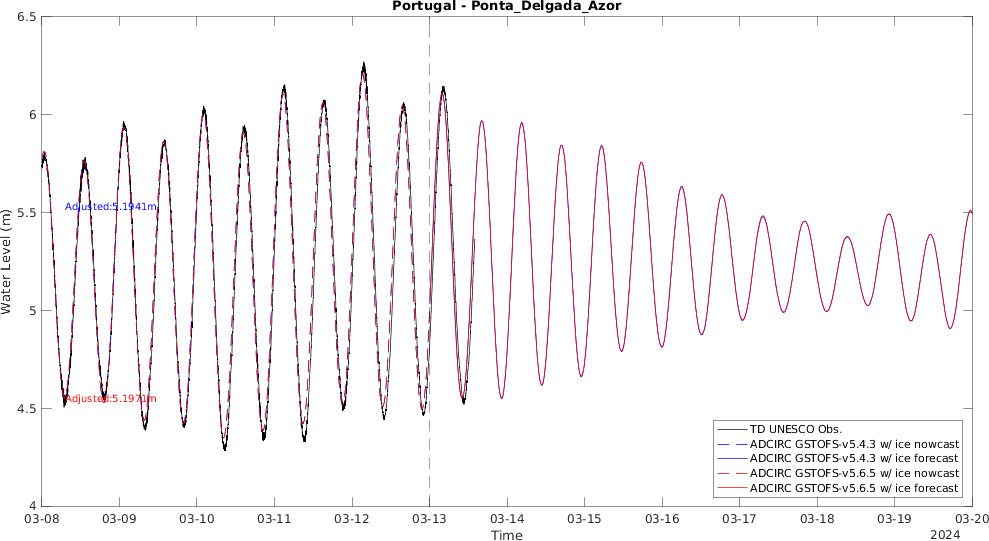 Portugal - Ponta_Delgada_Azor
6.5
6
5.5
5
4.5
4
Water Level (m)
Adjusted:5.1941m
Adjusted:5.1971m
TD UNESCO Obs.
ADCIRC GSTOFS-v5.4.3 w/ ice nowcast
ADCIRC GSTOFS-v5.4.3 w/ ice forecast
ADCIRC GSTOFS-v5.6.5 w/ ice nowcast
ADCIRC GSTOFS-v5.6.5 w/ ice forecast
03-08 03-09 03-10 03-11 03-12 03-13 03-14 03-15 03-16 03-17 03-18 03-19 03-20
Time
2024